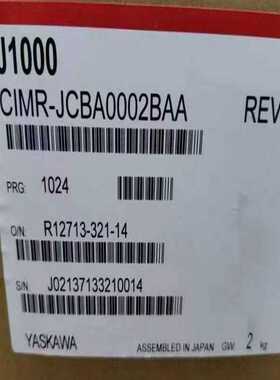 J1000
CIMR-JCBA0002BAA REV
PRG: 1024
O/N: R12713-321-14
S/N: J02137133210014
YASKAWA ASSEMBLED IN JAPAN GW: 2 kg